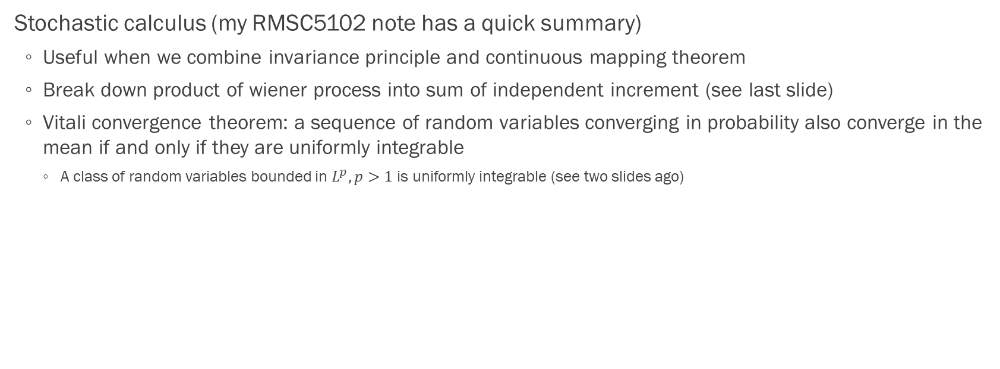 Stochastic calculus (my RMSC5102 note has a quick summary)
◦ Useful when we combine invariance principle and continuous mapping theorem
◦ Break down product of wiener process into sum of independent increment (see last slide)
◦ Vitali convergence theorem: a sequence of random variables converging in probability also converge in the
mean if and only if they are uniformly integrable
◦ A class of random variables bounded in 𝐿ᵖ, 𝑝 > 1 is uniformly integrable (see two slides ago)